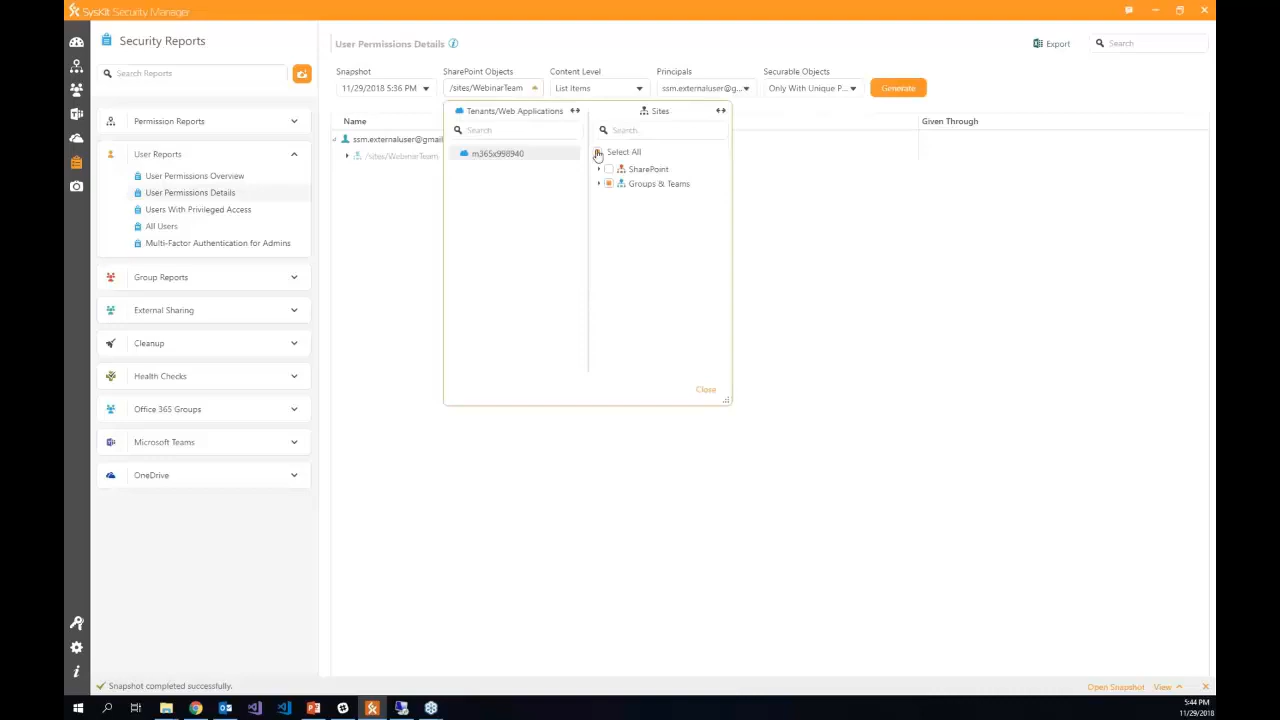 SysKit Security Manager
Security Reports
Search Reports
Permission Reports
User Reports
User Permissions Overview
User Permissions Details
Users With Privileged Access
All Users
Multi-Factor Authentication for Admins
Group Reports
External Sharing
Cleanup
Health Checks
Office 365 Groups
Microsoft Teams
OneDrive
User Permissions Details
Export
Search
Snapshot
SharePoint Objects
Content Level
Principals
Securable Objects
11/29/2018 5:36 PM
/sites/WebinarTeam
List Items
ssm.externaluser@g...
Only With Unique P...
Generate
Name
Given Through
ssm.externaluser@gmai
/sites/WebinarTeam
Tenants/Web Applications
Sites
Search
Search
m365x998940
Select All
SharePoint
Groups & Teams
Close
Snapshot completed successfully.
Open Snapshot
View
5:44 PM
11/29/2018